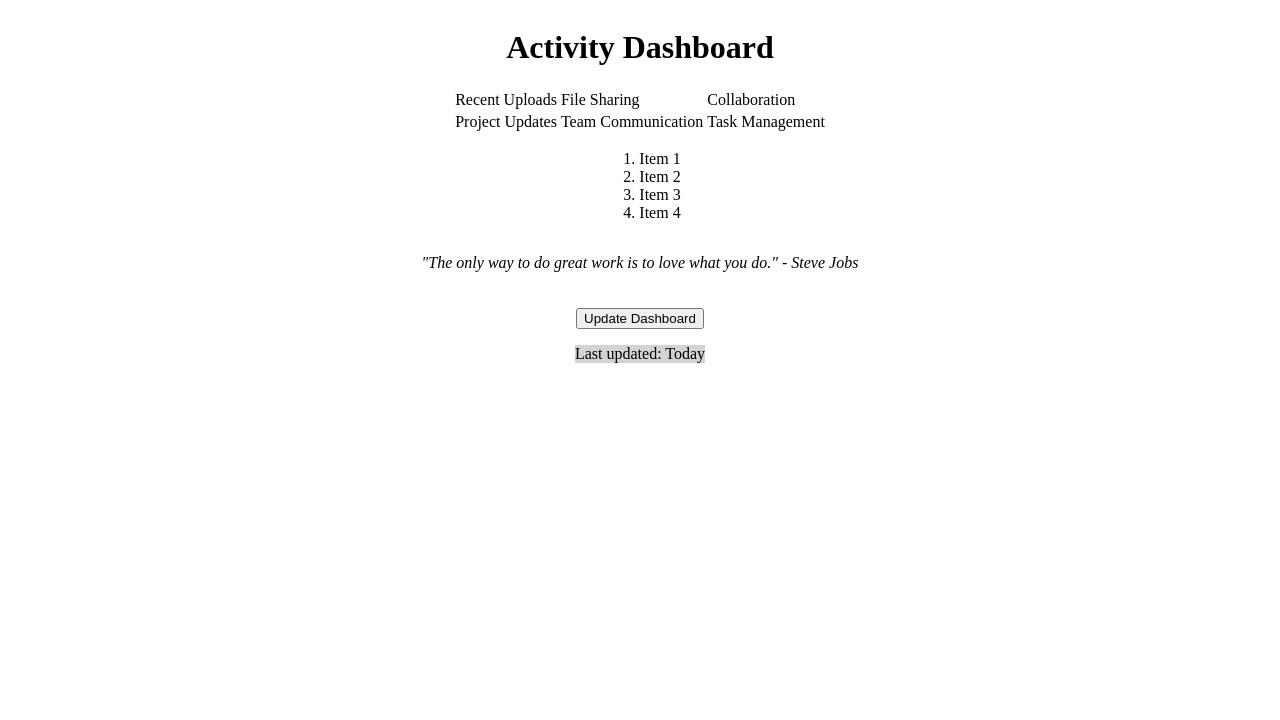 Activity Dashboard
Recent Uploads File Sharing Collaboration
Project Updates Team Communication Task Management
1. Item 1
2. Item 2
3. Item 3
4. Item 4
"The only way to do great work is to love what you do." - Steve Jobs
Update Dashboard
Last updated: Today